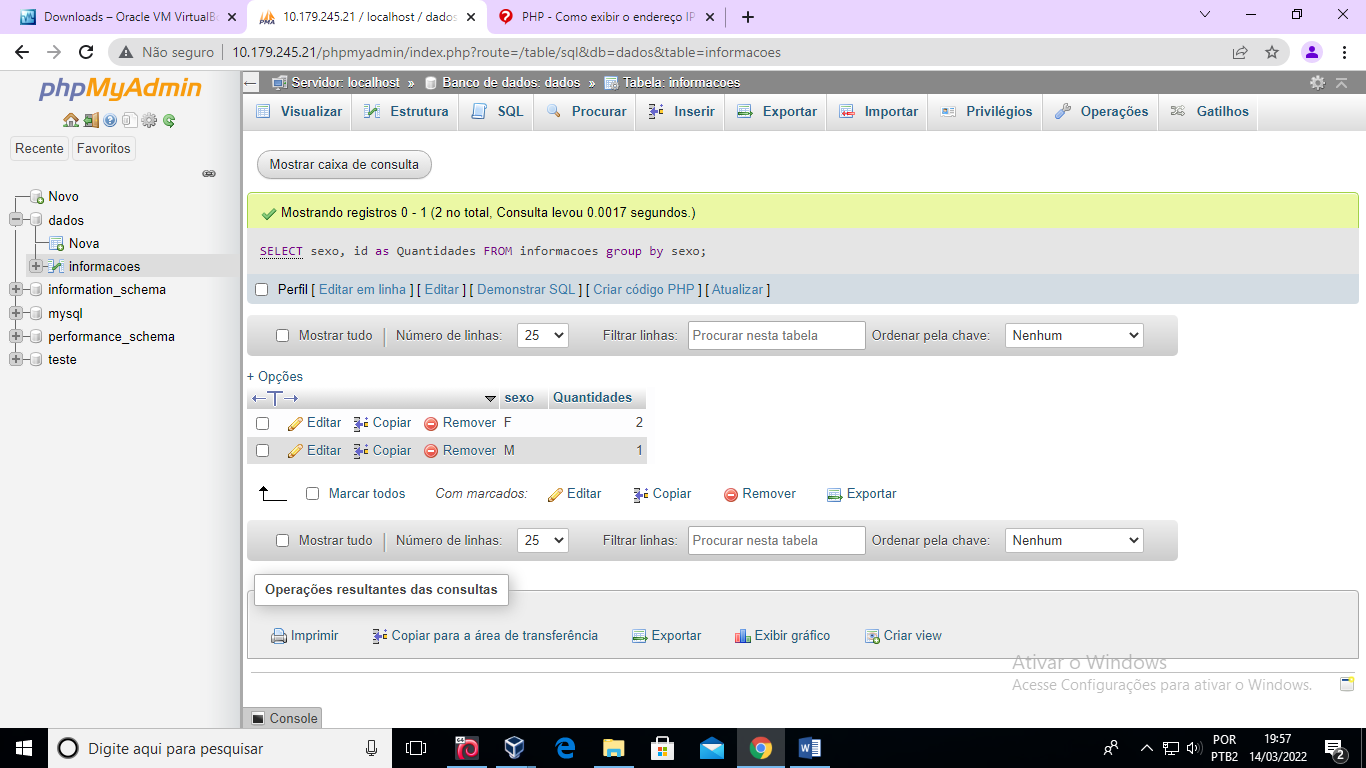 Downloads – Oracle VM VirtualB
10.179.245.21 / localhost / dados
PHP - Como exibir o endereço IP
Não seguro
10.179.245.21/phpmyadmin/index.php?route=/table/sql&db=dados&table=informacoes
phpMyAdmin
Recente Favoritos
Novo
dados
Nova
informacoes
information_schema
mysql
performance_schema
teste
Servidor: localhost » Banco de dados: dados » Tabela: informacoes
Visualizar Estrutura SQL Procurar Inserir Exportar Importar Privilégios Operações Gatilhos
Mostrar caixa de consulta
Mostrando registros 0 - 1 (2 no total, Consulta levou 0.0017 segundos.)
SELECT sexo, id as Quantidades FROM informacoes group by sexo;
Perfil [ Editar em linha ] [ Editar ] [ Demonstrar SQL ] [ Criar código PHP ] [ Atualizar ]
Mostrar tudo Número de linhas: 25 Filtrar linhas: Procurar nesta tabela Ordenar pela chave: Nenhum
+ Opções
sexo Quantidades
Editar Copiar Remover F 2
Editar Copiar Remover M 1
Marcar todos Com marcados: Editar Copiar Remover Exportar
Mostrar tudo Número de linhas: 25 Filtrar linhas: Procurar nesta tabela Ordenar pela chave: Nenhum
Operações resultantes das consultas
Imprimir Copiar para a área de transferência Exportar Exibir gráfico Criar view
Ativar o Windows
Acesse Configurações para ativar o Windows.
Console
Digite aqui para pesquisar
POR
PTB2
19:57
14/03/2022
2